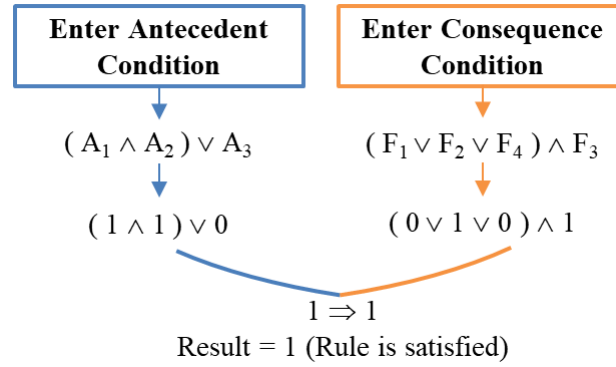 Enter Antecedent
Condition
Enter Consequence
Condition
( A₁ ∧ A₂ ) ∨ A₃
( F₁ ∨ F₂ ∨ F₄ ) ∧ F₃
( 1 ∧ 1 ) ∨ 0
( 0 ∨ 1 ∨ 0 ) ∧ 1
1 ⇒ 1
Result = 1 (Rule is satisfied)